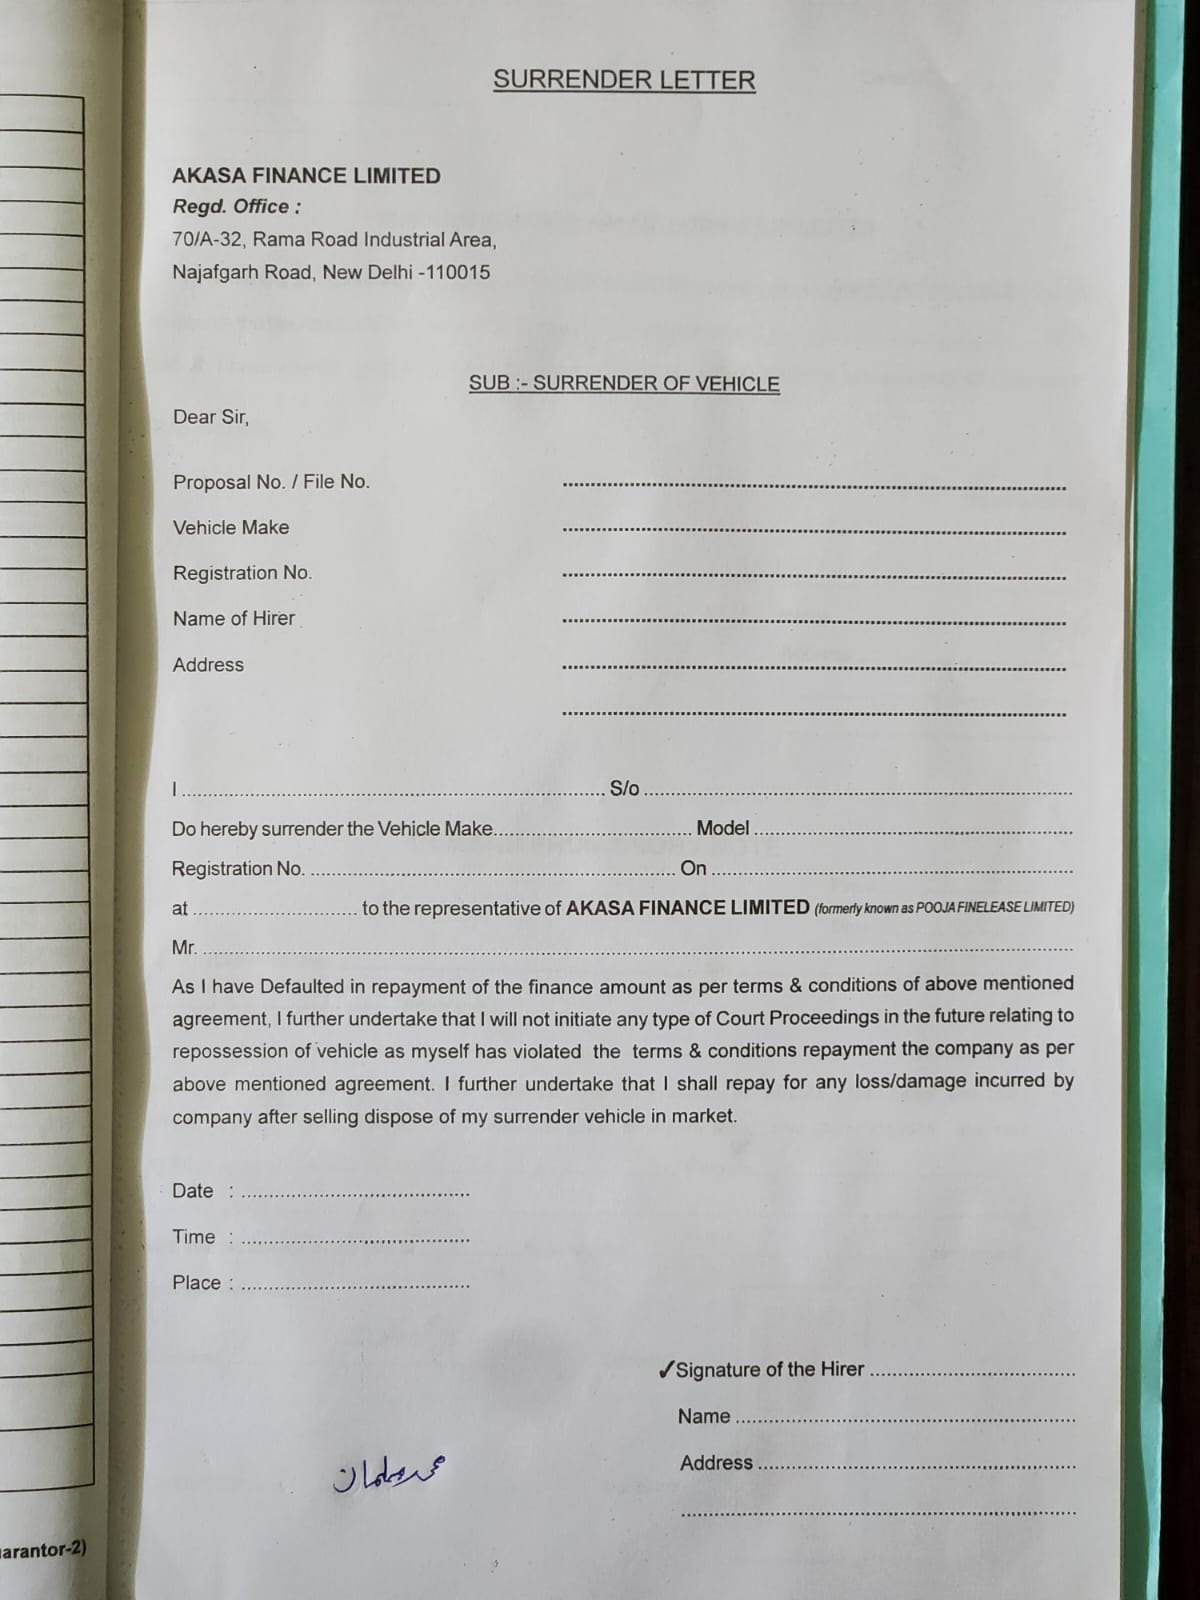 SURRENDER LETTER
AKASA FINANCE LIMITED
Regd. Office :
70/A-32, Rama Road Industrial Area,
Najafgarh Road, New Delhi -110015
SUB :- SURRENDER OF VEHICLE
Dear Sir,
Proposal No. / File No. ........................................
Vehicle Make ........................................
Registration No. ........................................
Name of Hirer ........................................
Address ........................................
........................................
I ........................................ S/o ........................................
Do hereby surrender the Vehicle Make.................................... Model ........................................
Registration No. ........................................ On ........................................
at .............................. to the representative of AKASA FINANCE LIMITED (formerly known as POOJA FINELEASE LIMITED)
Mr. ........................................
As I have Defaulted in repayment of the finance amount as per terms & conditions of above mentioned
agreement, I further undertake that I will not initiate any type of Court Proceedings in the future relating to
repossession of vehicle as myself has violated the terms & conditions repayment the company as per
above mentioned agreement. I further undertake that I shall repay for any loss/damage incurred by
company after selling dispose of my surrender vehicle in market.
Date : ........................................
Time : ........................................
Place : ........................................
✓Signature of the Hirer ........................................
Name ........................................
Address ........................................
........................................
محمد سلمان
arantor-2)